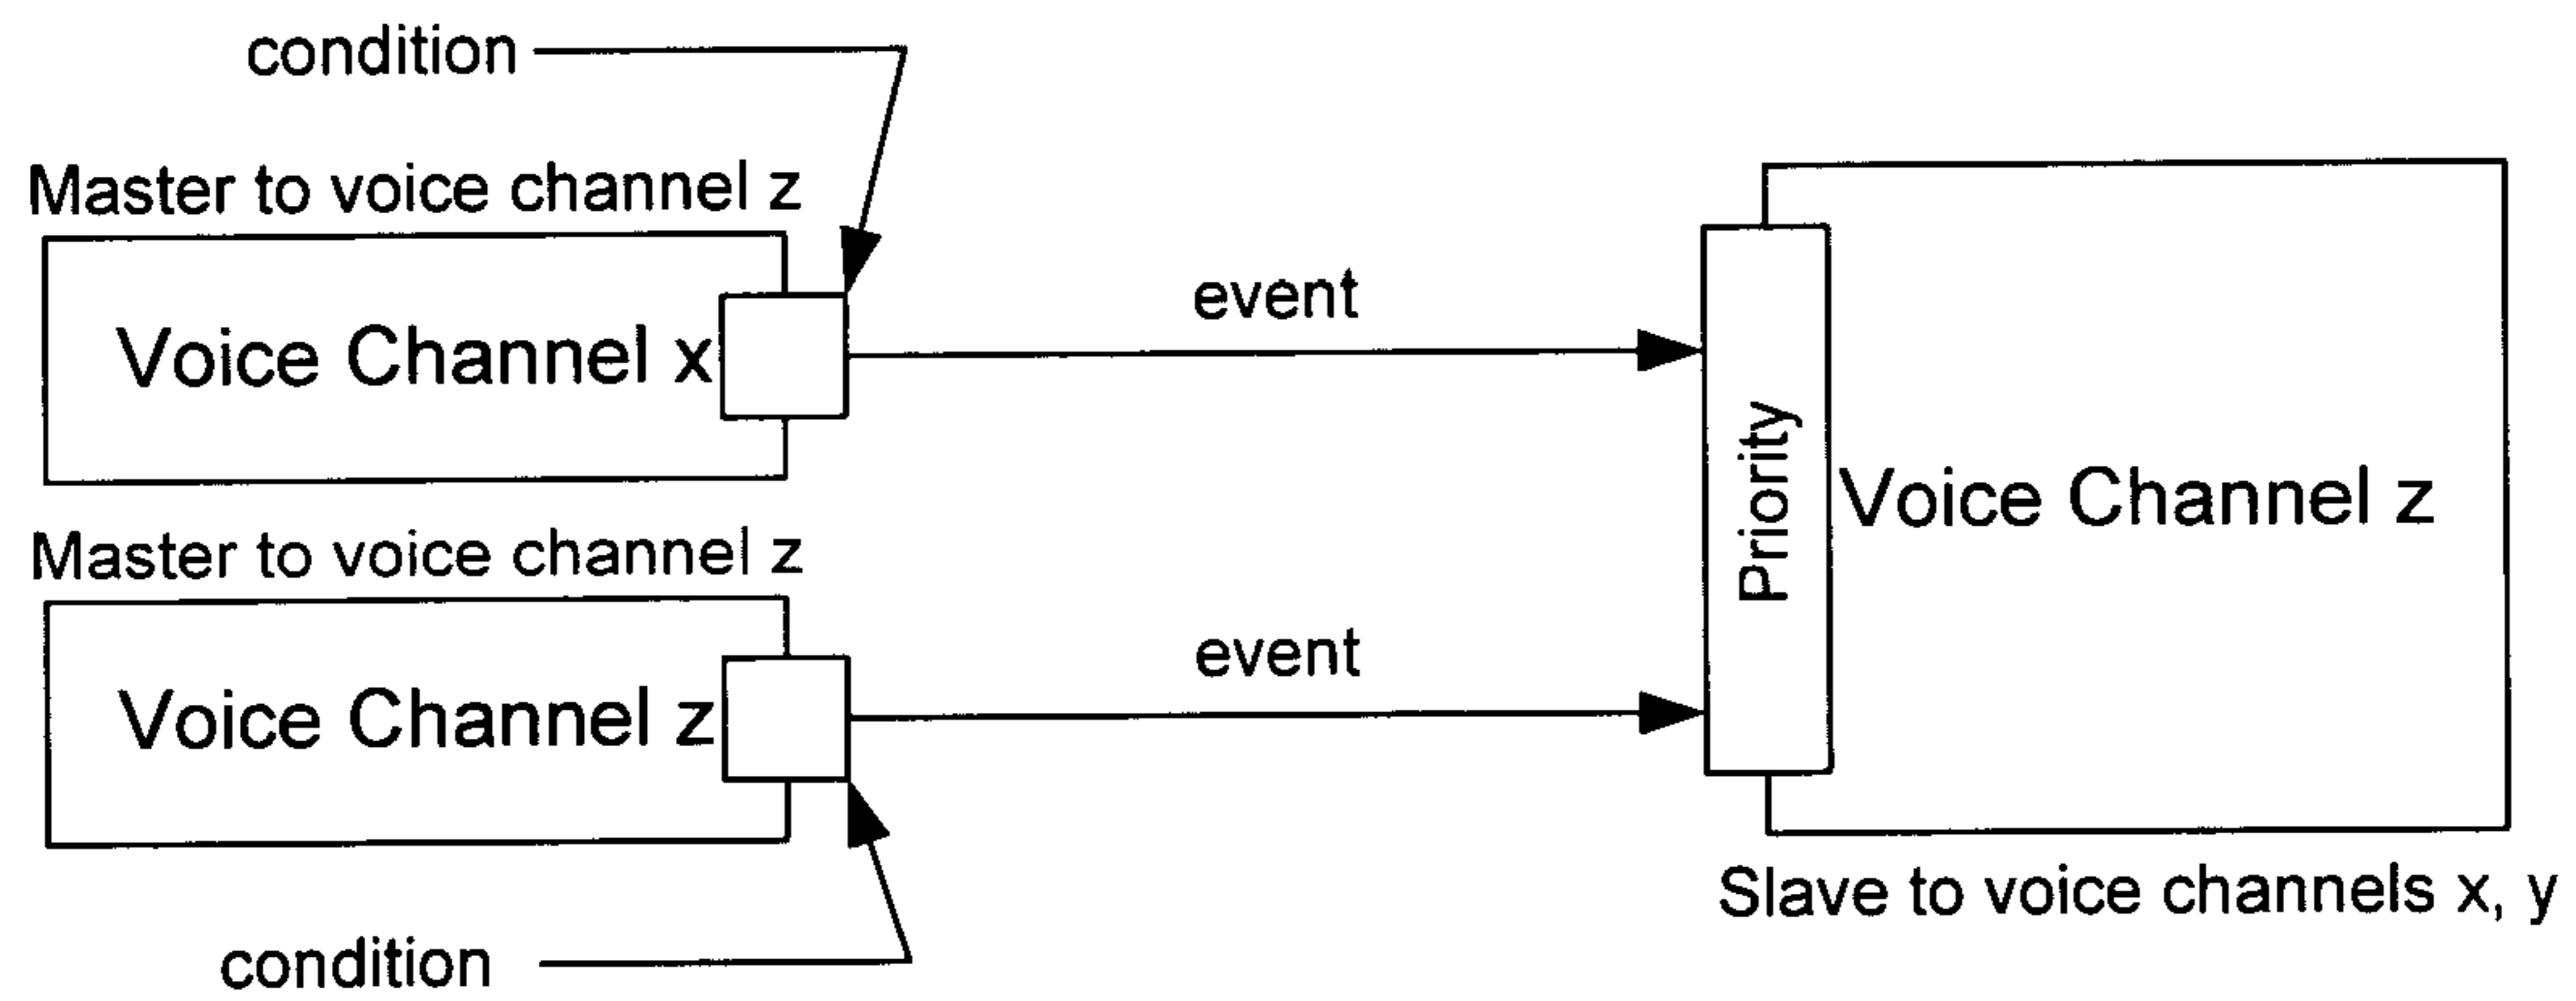 condition
Master to voice channel z
Voice Channel x
event
Priority
Voice Channel z
Master to voice channel z
Voice Channel z
event
Slave to voice channels x, y
condition